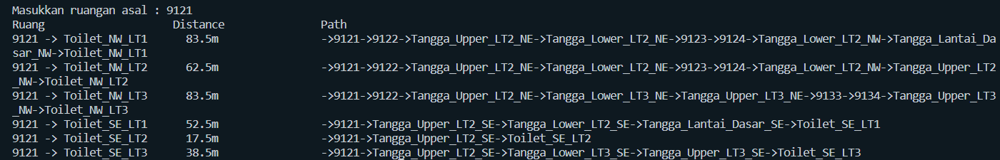 Masukkan ruangan asal : 9121
Ruang Distance Path
9121 -> Toilet_NW_LT1 83.5m ->9121->9122->Tangga_Upper_LT2_NE->Tangga_Lower_LT2_NE->9123->9124->Tangga_Lower_LT2_NW->Tangga_Lantai_Da
sar_NW->Toilet_NW_LT1
9121 -> Toilet_NW_LT2 62.5m ->9121->9122->Tangga_Upper_LT2_NE->Tangga_Lower_LT2_NE->9123->9124->Tangga_Lower_LT2_NW->Tangga_Upper_LT2
_NW->Toilet_NW_LT2
9121 -> Toilet_NW_LT3 83.5m ->9121->9122->Tangga_Upper_LT2_NE->Tangga_Lower_LT3_NE->Tangga_Upper_LT3_NE->9133->9134->Tangga_Upper_LT3
_NW->Toilet_NW_LT3
9121 -> Toilet_SE_LT1 52.5m ->9121->Tangga_Upper_LT2_SE->Tangga_Lower_LT2_SE->Tangga_Lantai_Dasar_SE->Toilet_SE_LT1
9121 -> Toilet_SE_LT2 17.5m ->9121->Tangga_Upper_LT2_SE->Toilet_SE_LT2
9121 -> Toilet_SE_LT3 38.5m ->9121->Tangga_Upper_LT2_SE->Tangga_Lower_LT3_SE->Tangga_Upper_LT3_SE->Toilet_SE_LT3